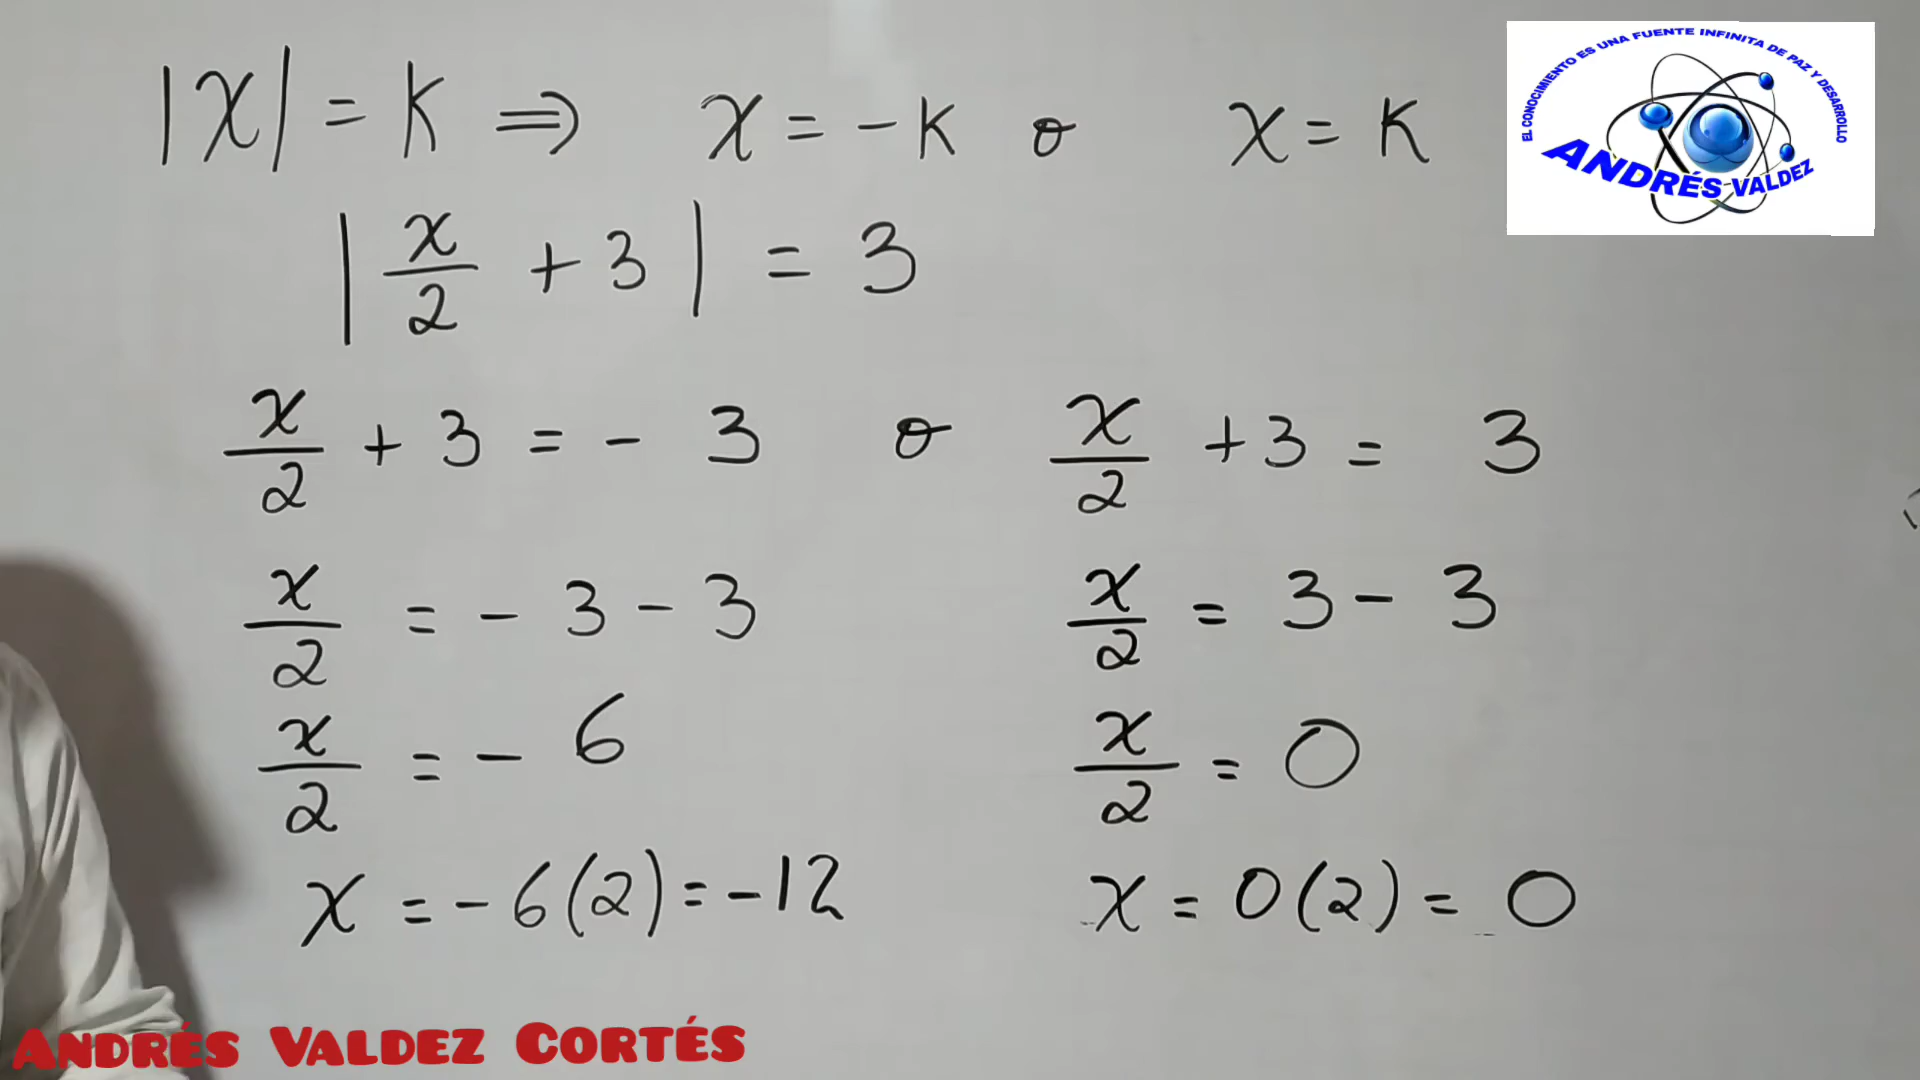 |x| = K ⇒ x = - K o x = K
EL CONOCIMIENTO ES UNA FUENTE INFINITA DE PAZ Y DESARROLLO
ANDRÉS VALDEZ
| x/2 + 3 | = 3
x/2 + 3 = - 3 o x/2 + 3 = 3
x/2 = - 3 - 3 x/2 = 3 - 3
x/2 = - 6 x/2 = 0
x = - 6(2) = -12 x = 0(2) = 0
ANDRÉS VALDEZ CORTÉS